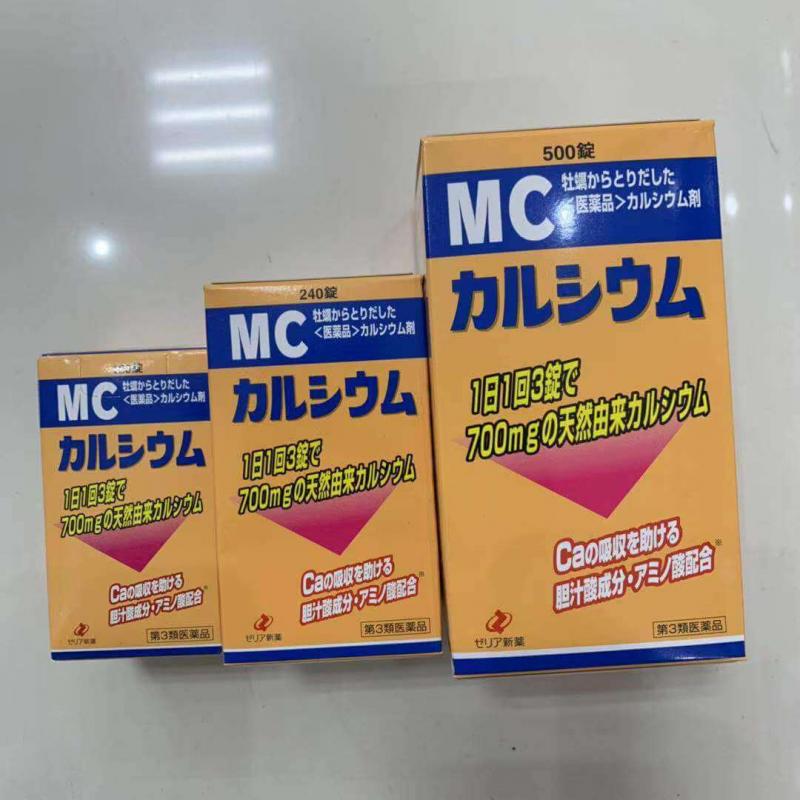 MC
牡蠣からとりだした
<医薬品>カルシウム剤
カルシウム
1日1回3錠で
700mgの天然由来カルシウム
Caの吸収を助ける
胆汁酸成分・アミノ酸配合※
ゼリア新薬
第3類医薬品
240錠
MC
牡蠣からとりだした
<医薬品>カルシウム剤
カルシウム
1日1回3錠で
700mgの天然由来カルシウム
Caの吸収を助ける
胆汁酸成分・アミノ酸配合※
ゼリア新薬
第3類医薬品
500錠
MC
牡蠣からとりだした
<医薬品>カルシウム剤
カルシウム
1日1回3錠で
700mgの天然由来カルシウム
Caの吸収を助ける
胆汁酸成分・アミノ酸配合※
ゼリア新薬
第3類医薬品